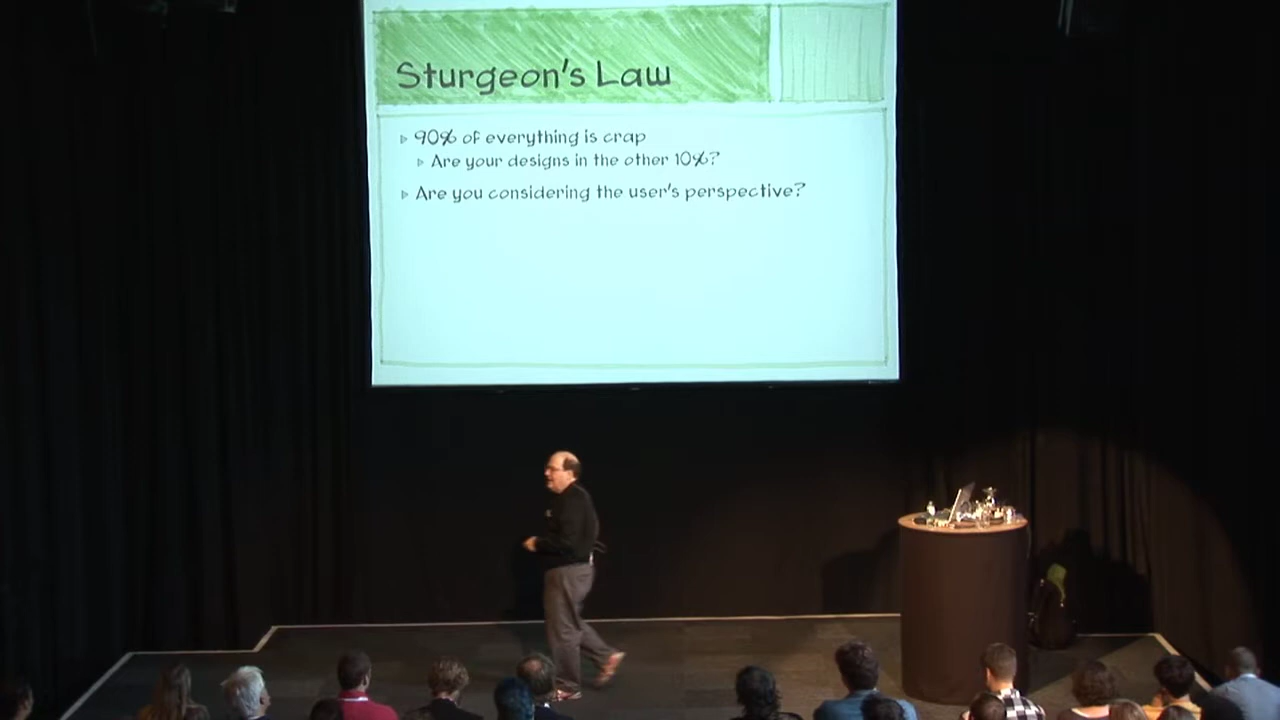 Sturgeon's Law
90% of everything is crap
Are your designs in the other 10%?
Are you considering the user's perspective?